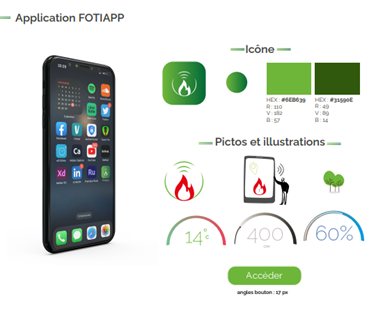 Application FOTIAPP
Icône
HEX : #6EB639
R : 110
V : 182
B : 57
HEX : #31590E
R : 49
V : 89
B : 14
Pictos et illustrations
14°c
400
60%
Accéder
angles bouton : 17 px